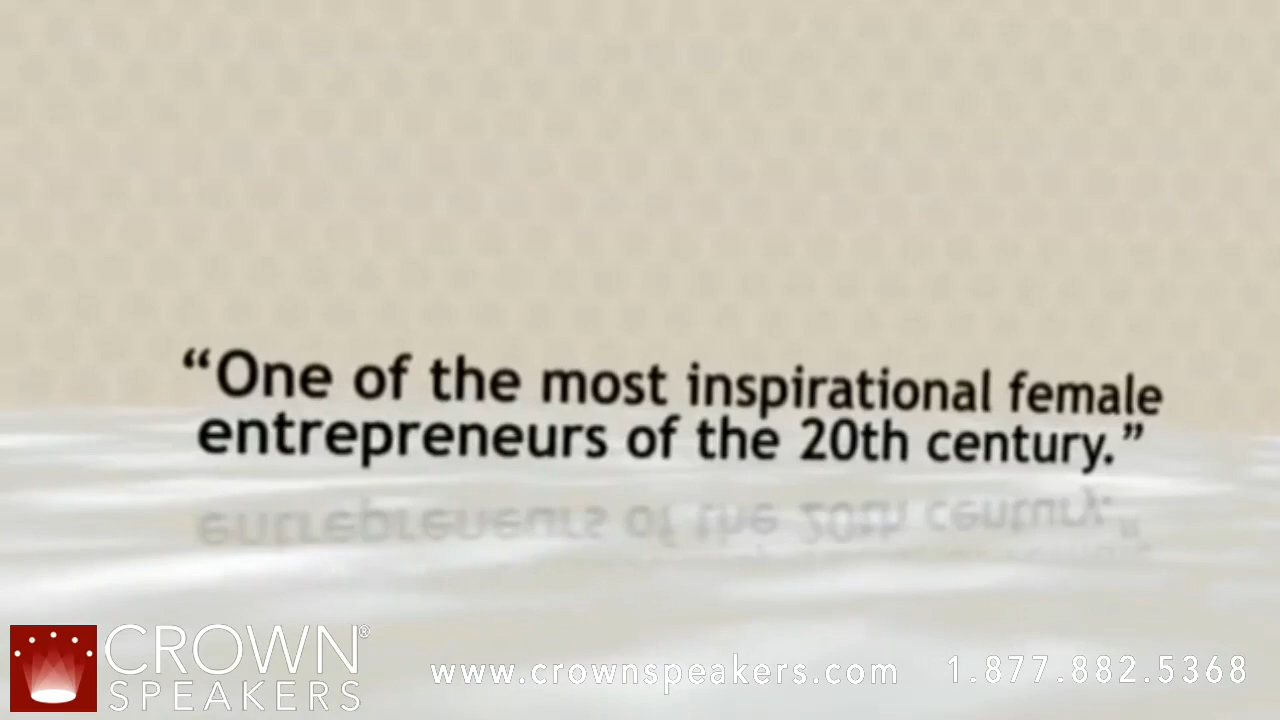 “One of the most inspirational female
entrepreneurs of the 20th century.”
CROWN®
SPEAKERS
www.crownspeakers.com 1.877.882.5368